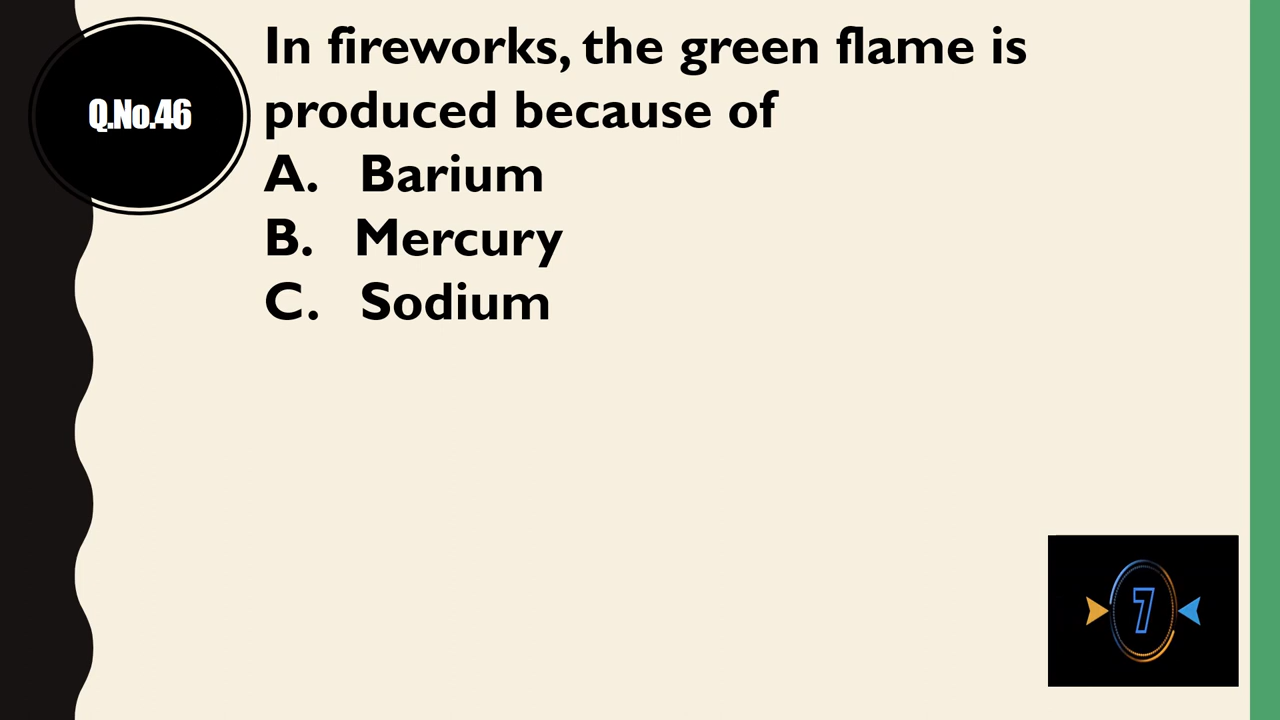 Q.No.46
In fireworks, the green flame is
produced because of
A. Barium
B. Mercury
C. Sodium
7